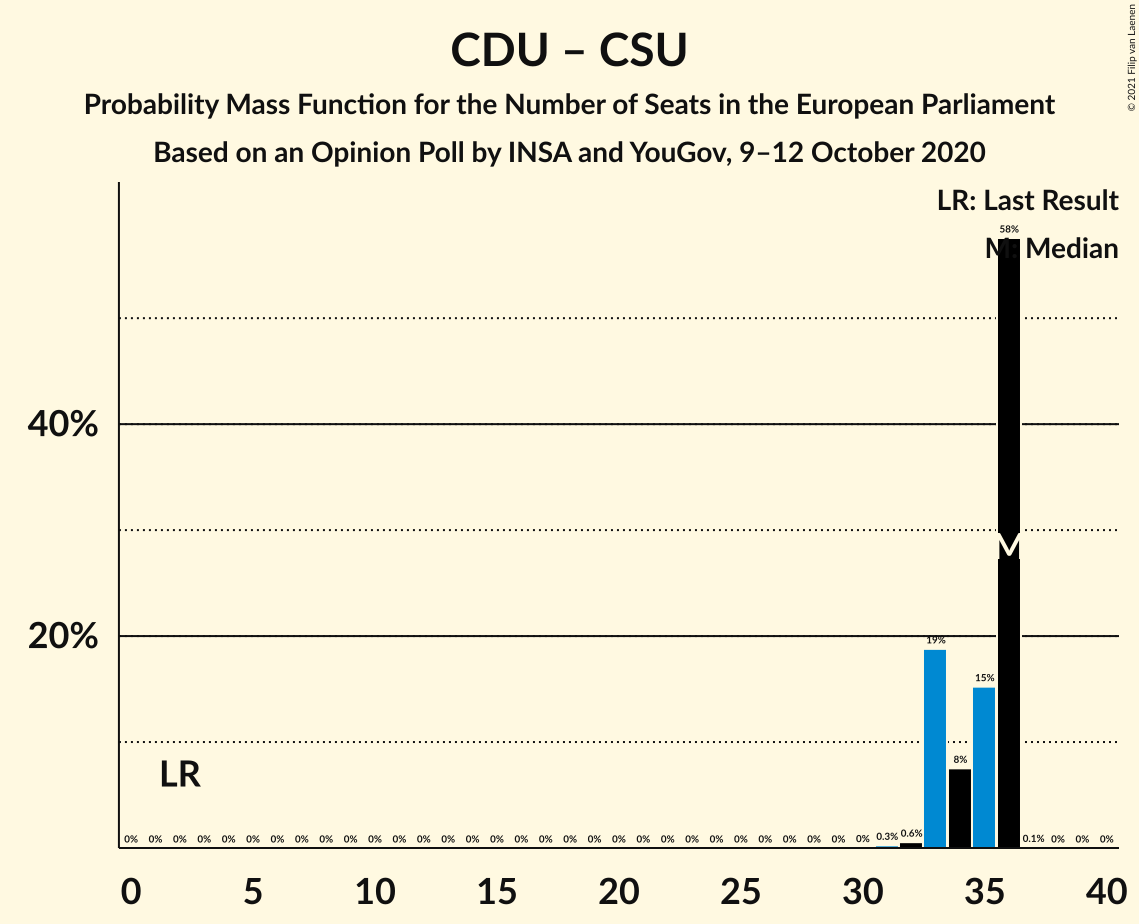 CDU – CSU
Probability Mass Function for the Number of Seats in the European Parliament
Based on an Opinion Poll by INSA and YouGov, 9–12 October 2020
© 2021 Filip van Laenen
LR: Last Result
M: Median
58%
40%
20%
19%
15%
8%
LR
0% 0% 0% 0% 0% 0% 0% 0% 0% 0% 0% 0% 0% 0% 0% 0% 0% 0% 0% 0% 0% 0% 0% 0% 0% 0% 0% 0% 0% 0% 0% 0.3% 0.6% 0.1% 0% 0% 0%
M
0 5 10 15 20 25 30 35 40